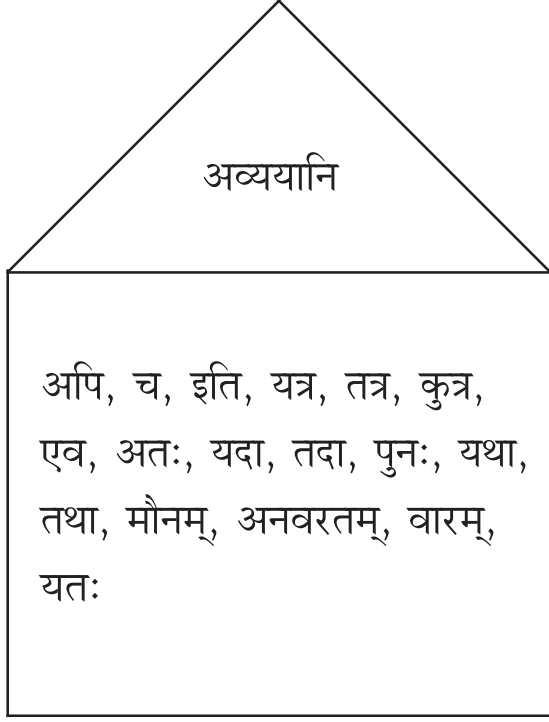 अव्ययानि
अपि, च, इति, यत्र, तत्र, कुत्र,
एव, अतः, यदा, तदा, पुनः, यथा,
तथा, मौनम्, अनवरतम्, वारम्,
यतः